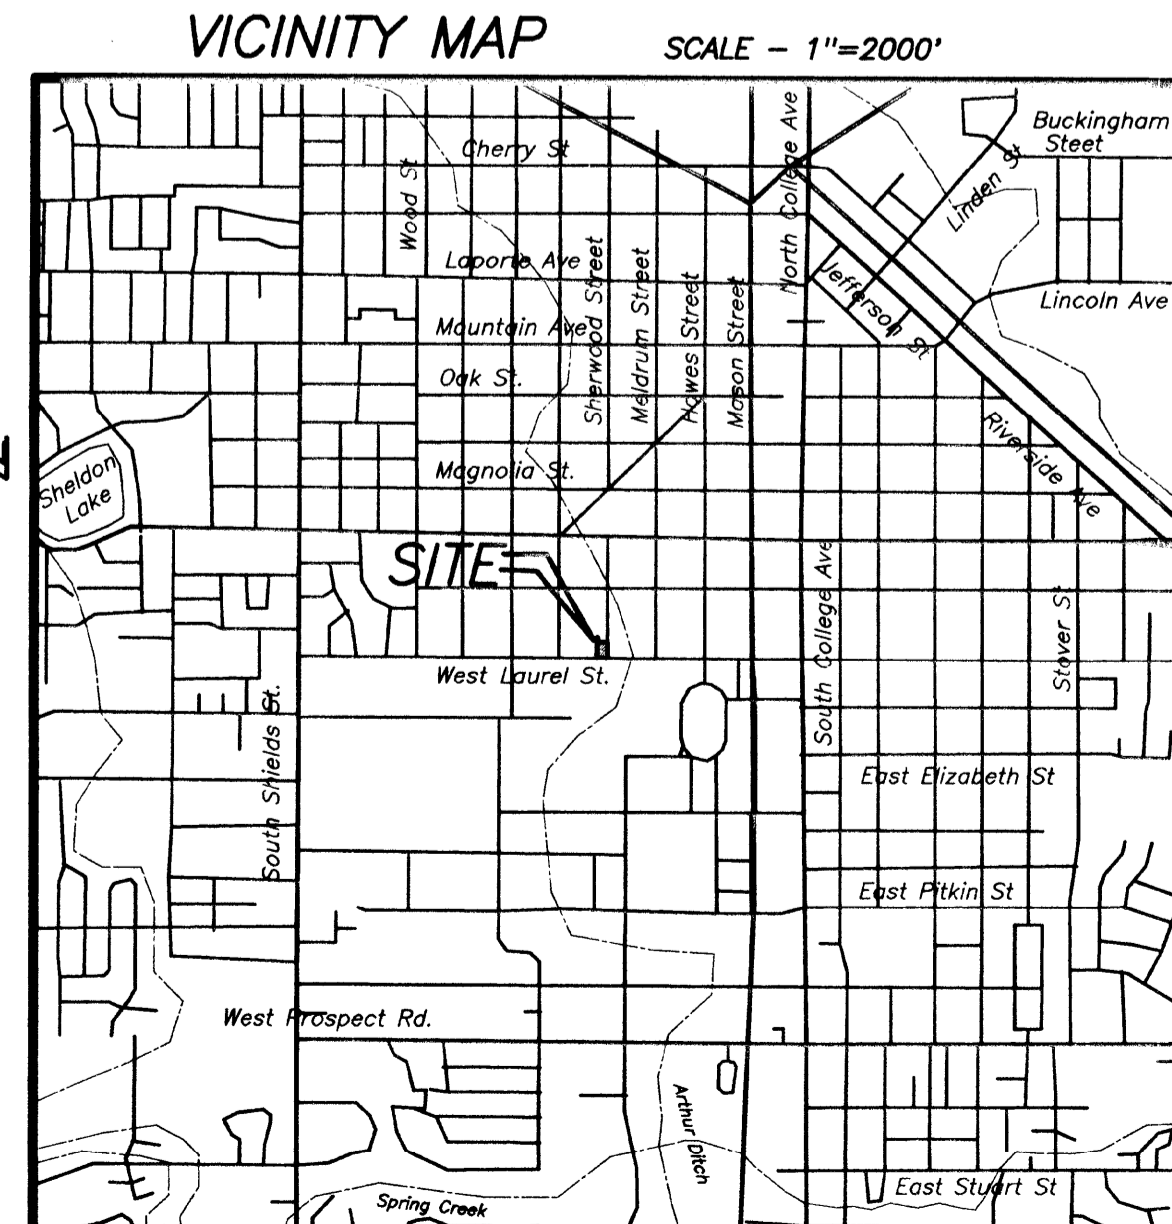 VICINITY MAP
SCALE - 1"=2000'
Buckingham
Steet
Cherry St
Wood St
North College Ave
Linden St
Laporte Ave
Sherwood Street
Meldrum Street
Howes Street
Mason Street
Jefferson St
Lincoln Ave
Mountain Ave
Oak St.
Riverside Ave
Magnolia St.
Sheldon
Lake
SITE
South College Ave
Stover St
West Laurel St.
South Shields St.
East Elizabeth St
East Pitkin St
West Prospect Rd.
Arthur Ditch
East Stuart St
Spring Creek